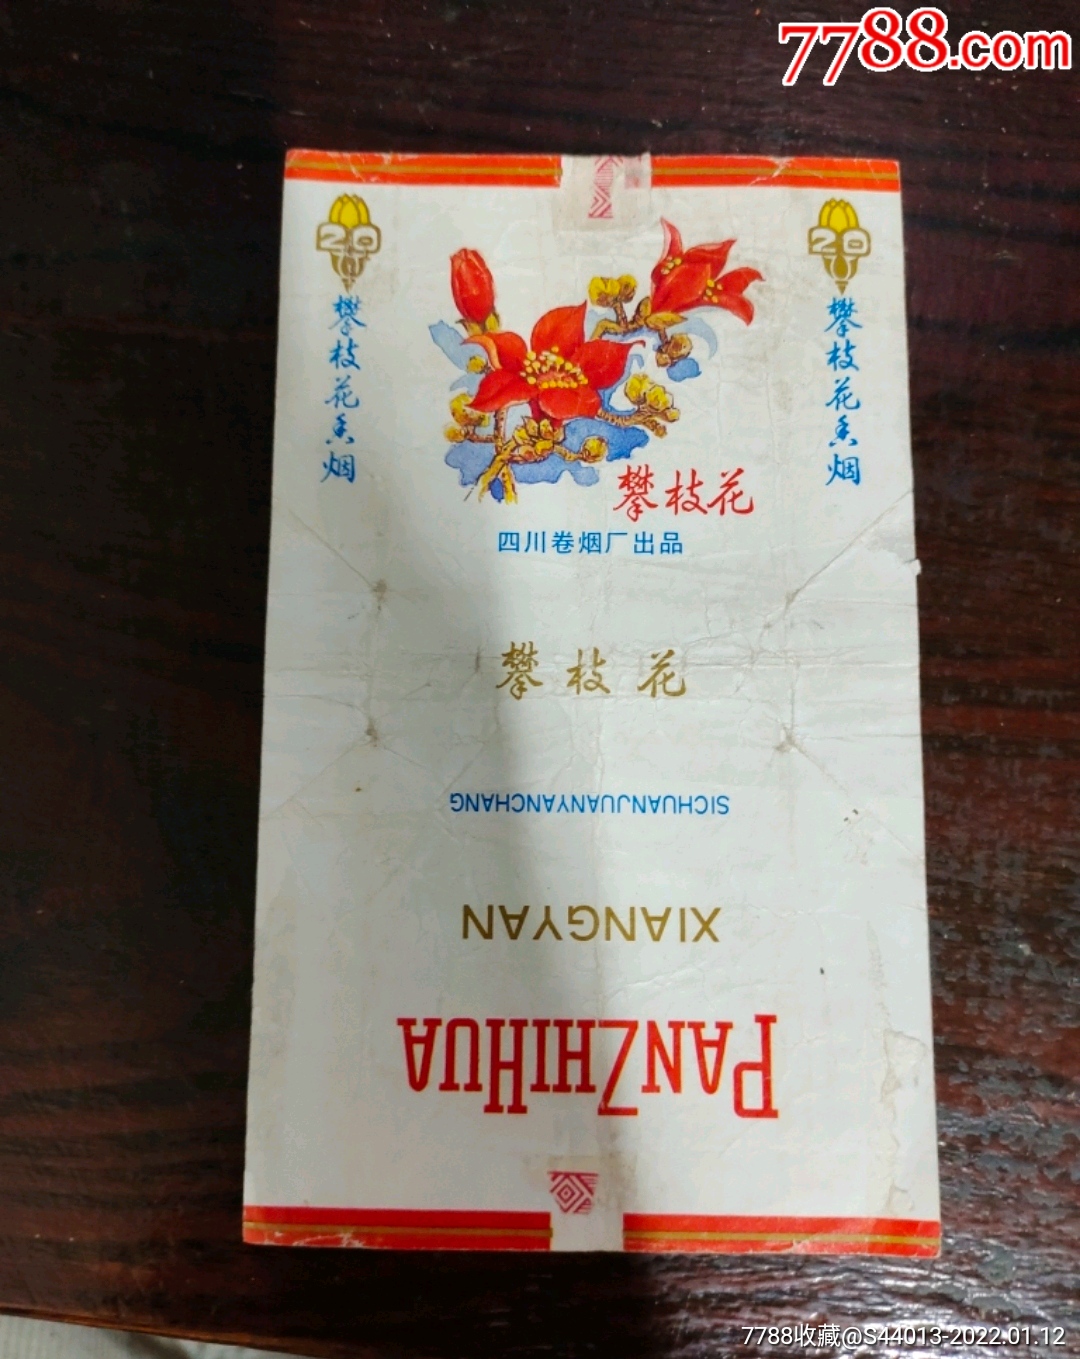 7788.com
20
20
攀枝花香烟
攀枝花香烟
攀枝花
四川卷烟厂出品
攀枝花
SICHUANJUANYANCHANG
XIANGYAN
PANZHIHUA
7788收藏@S44013-2022.01.12